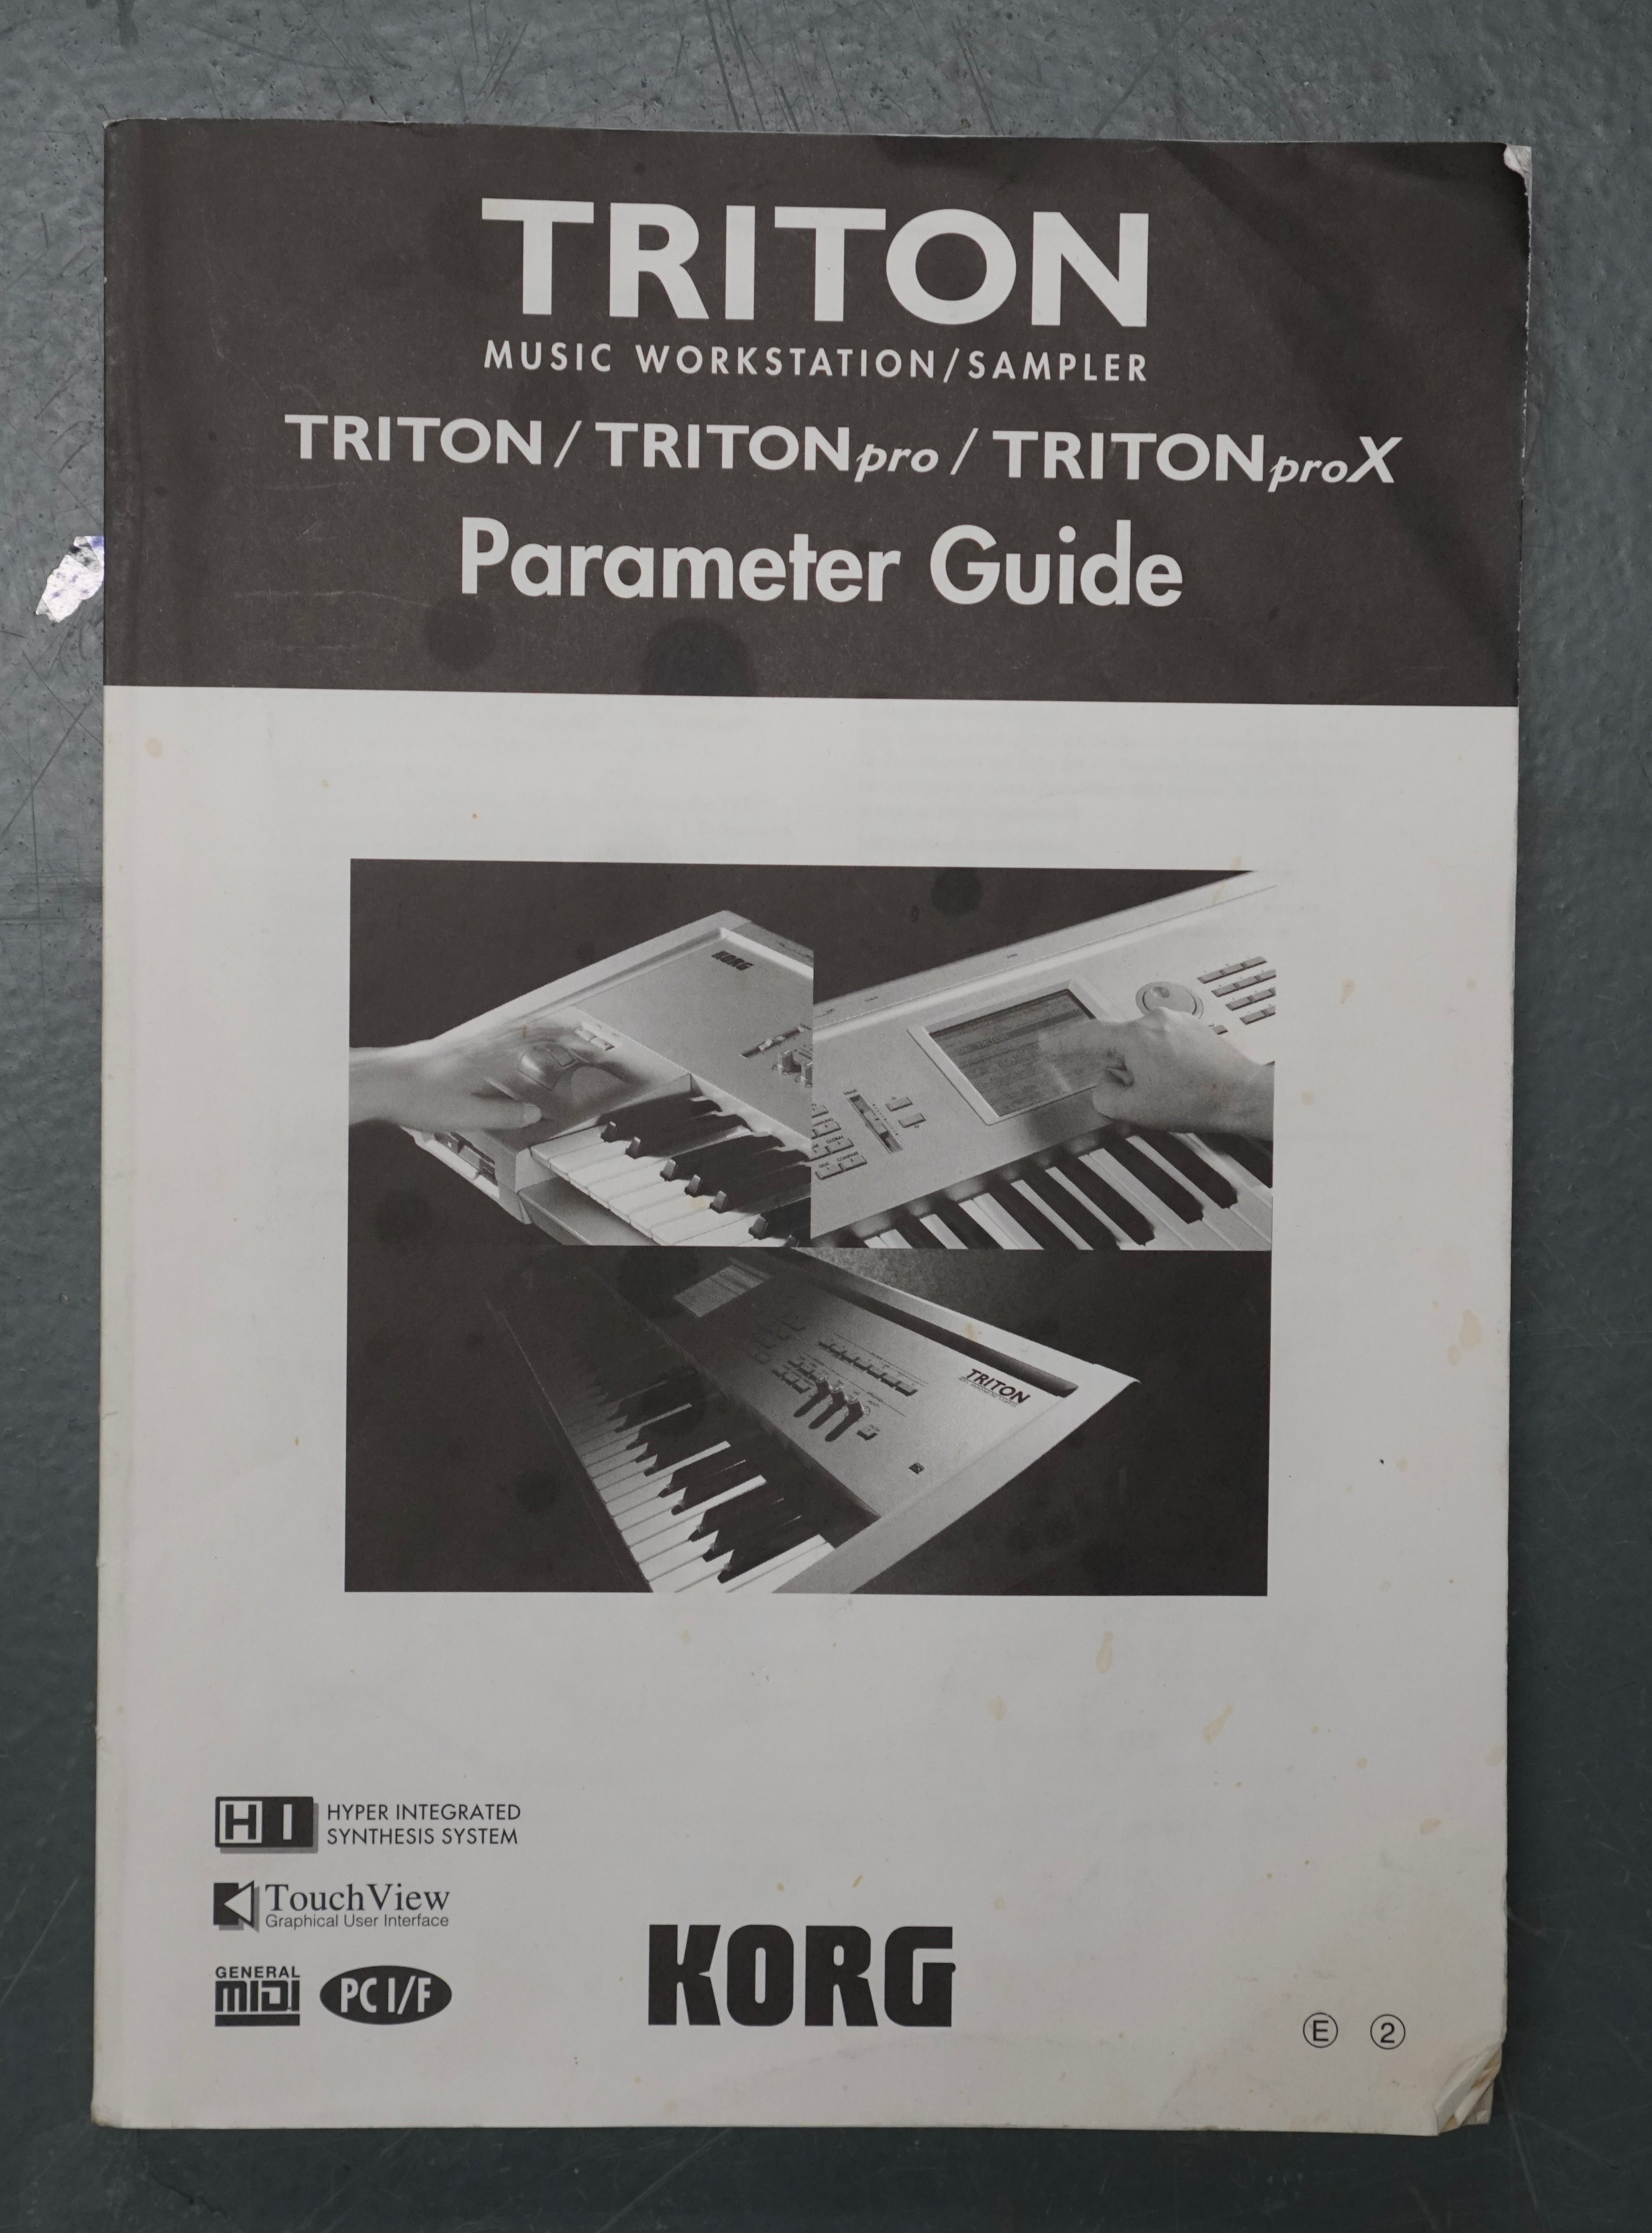 TRITON
MUSIC WORKSTATION/SAMPLER
TRITON/TRITONpro/TRITONproX
Parameter Guide
KORG
TRITON
HI HYPER INTEGRATED
SYNTHESIS SYSTEM
TouchView
Graphical User Interface
GENERAL
MIDI
PC I/F
KORG
E 2